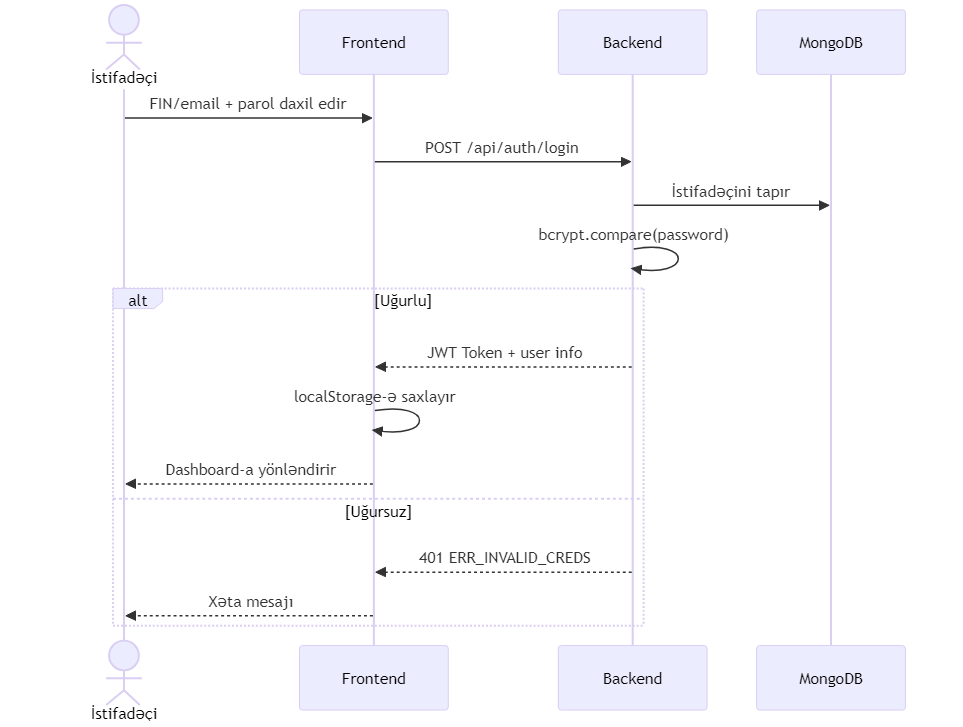 İstifadəçi
Frontend
Backend
MongoDB
FIN/email + parol daxil edir
POST /api/auth/login
İstifadəçini tapır
bcrypt.compare(password)
alt
[Uğurlu]
JWT Token + user info
localStorage-ə saxlayır
Dashboard-a yönləndirir
[Uğursuz]
401 ERR_INVALID_CREDS
Xəta mesajı
İstifadəçi
Frontend
Backend
MongoDB